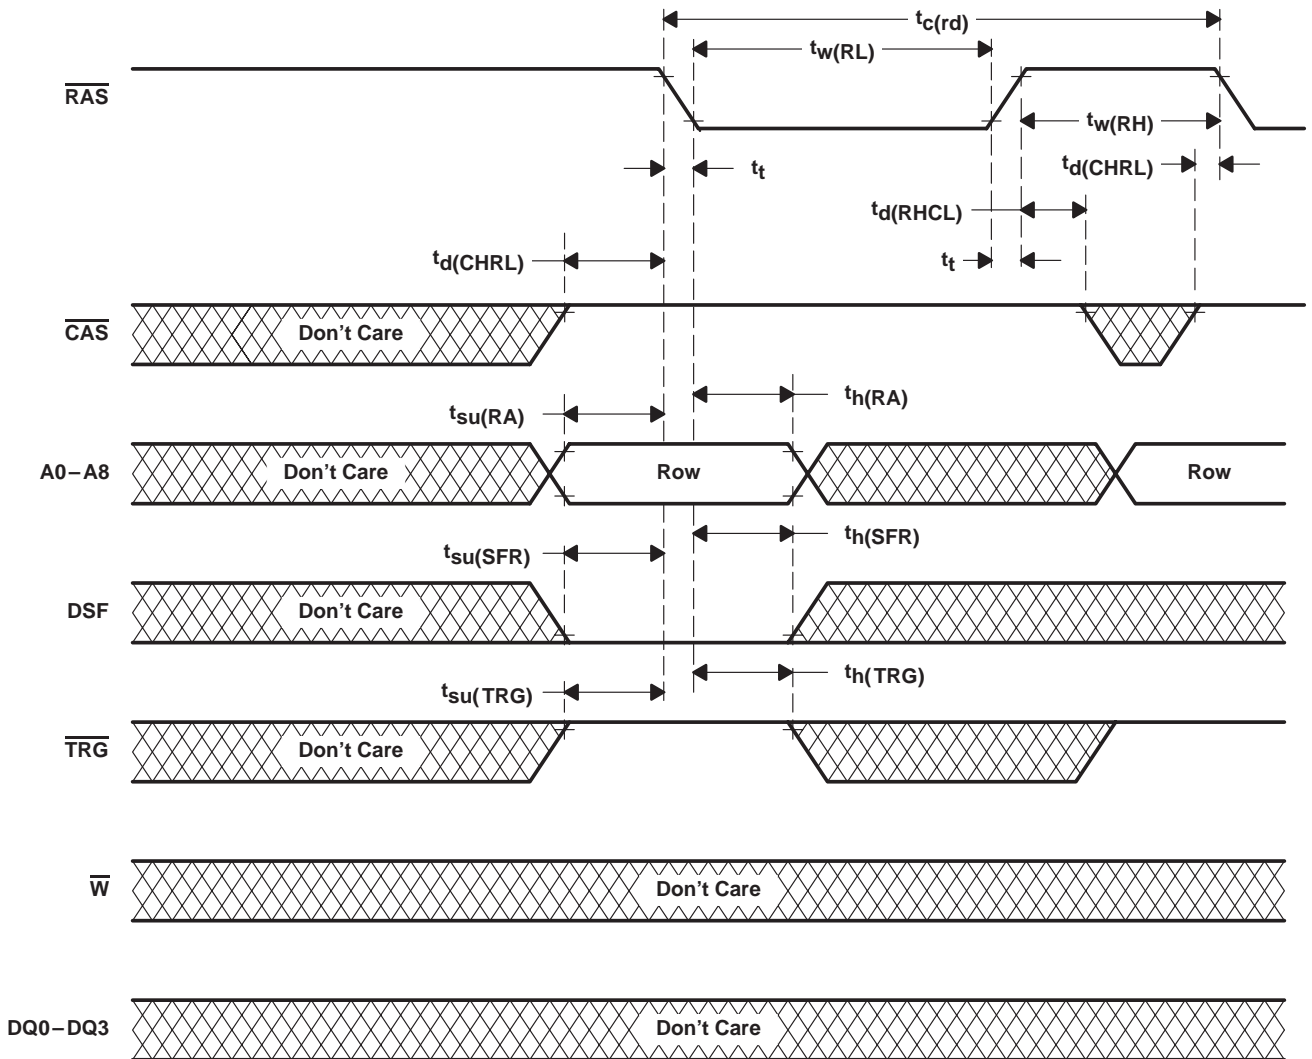 tc(rd)
tw(RL)
RAS
tw(RH)
td(CHRL)
tt
td(RHCL)
td(CHRL)
tt
CAS
Don't Care
th(RA)
tsu(RA)
A0–A8
Don't Care
Row
Row
th(SFR)
tsu(SFR)
DSF
Don't Care
th(TRG)
tsu(TRG)
TRG
Don't Care
W
Don't Care
DQ0–DQ3
Don't Care